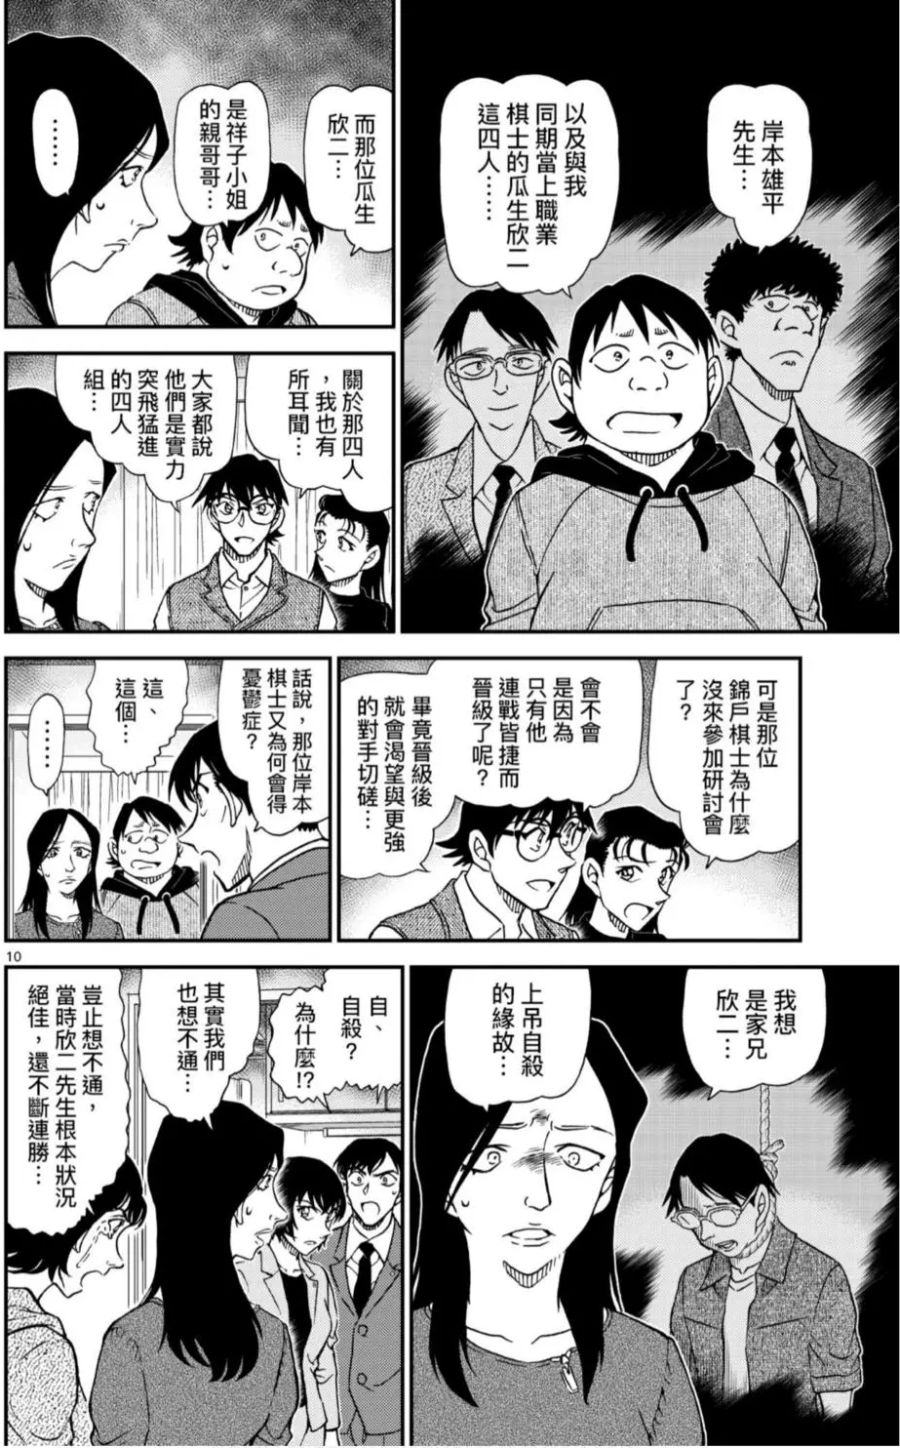 岸本雄平
先生…
以及與我
同期當上職業
棋士的瓜生欣二
這四人……
而那位瓜生
欣二…
是祥子小姐
的親哥哥…
……
關於那四人
，我也有
所耳聞…
大家都說
他們是實力
突飛猛進
的四人
組…
可是那位
錦戶棋士為什麼
沒來參加研討會
了？
會不會
是因為
只有他
連戰皆捷而
晉級了呢？
畢竟晉級後
就會渴望與更強
的對手切磋…
話說，那位岸本
棋士又為何會得
憂鬱症？
這、
這個…
……
10
我想
是家兄
欣二…
上吊自殺
的緣故…
自、
自殺？
為什麼!?
其實我們
也想不通…
豈止想不通，
當時欣二先生根本狀況
絕佳，還不斷連勝…